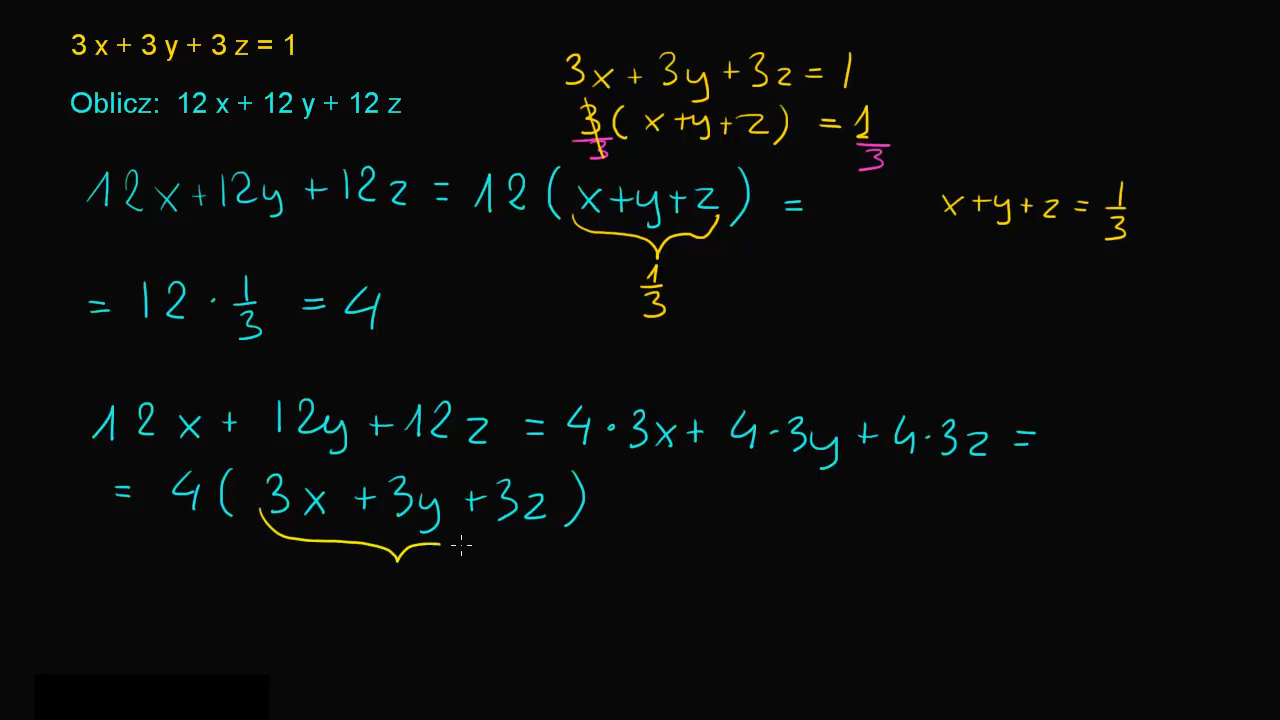 3 x + 3 y + 3 z = 1
Oblicz: 12 x + 12 y + 12 z
3x + 3y + 3z = 1
3/3 ( x + y + z ) = 1/3
12x + 12y + 12z = 12 ( x + y + z ) =
1/3
x + y + z = 1/3
= 12 · 1/3 = 4
12x + 12y + 12z = 4 · 3x + 4 · 3y + 4 · 3z =
= 4 ( 3x + 3y + 3z )